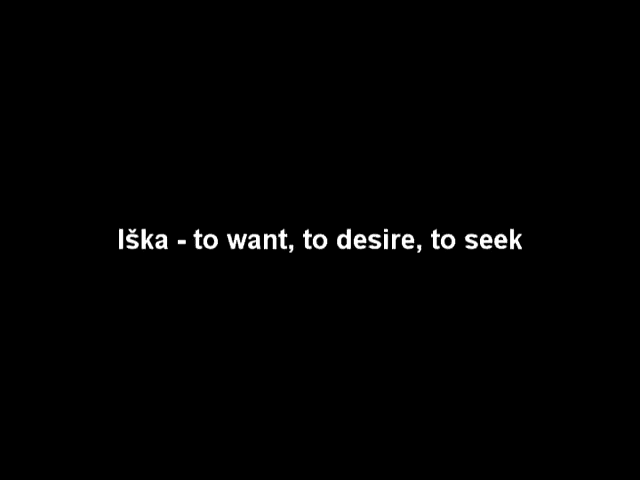 Iška - to want, to desire, to seek